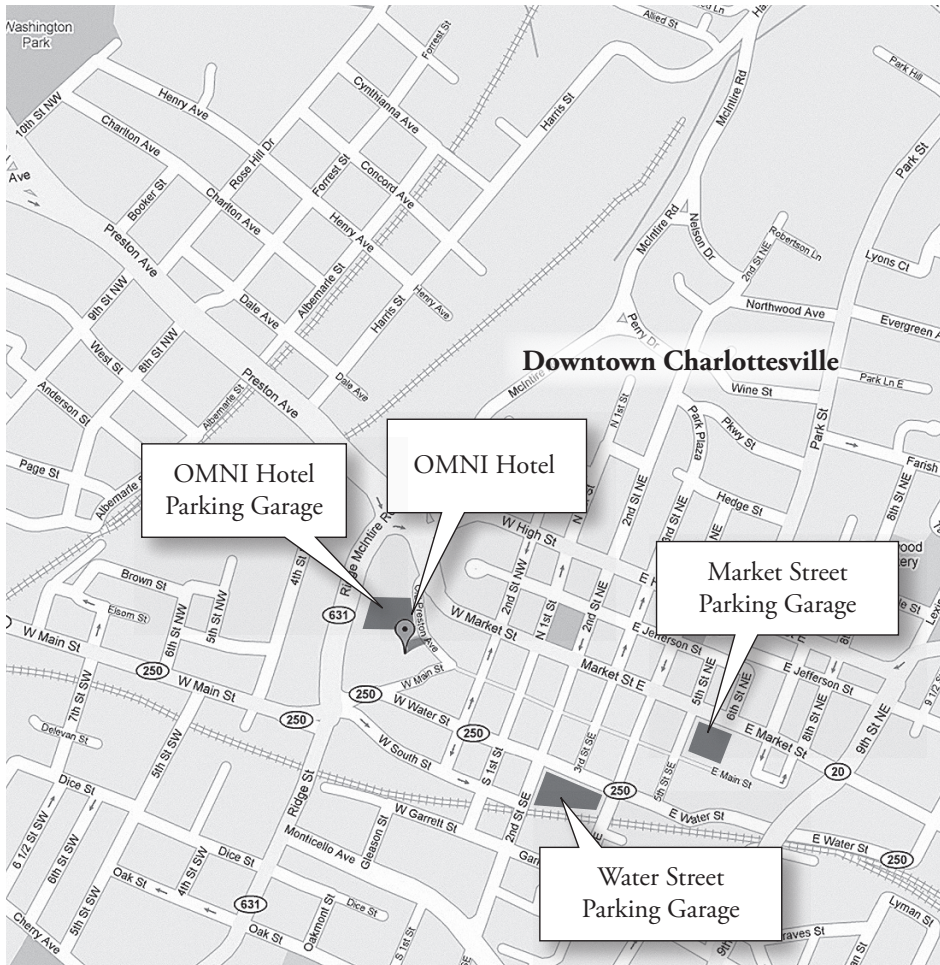 Washington
Park
10th St NW
Henry Ave
Charlton Ave
Rose Hill Dr
Forrest St
Cynthianna Ave
Concord Ave
Forrest St
Harris St
Allied St
McIntire Rd
Park Hill
Park St
Ave
Booker St
Charlton Ave
Henry Ave
Preston Ave
9th St NW
Albemarle St
Harris St
Henry Ave
McIntire Rd
Nelson Dr
2nd St NE
Robertson Ln
Lyons Ct
Dale Ave
West St
8th St NW
Northwood Ave
Evergreen A
Perry Dr
Downtown Charlottesville
Preston Ave
Dale Ave
McIntire
Anderson St
Albemarle St
Wine St
Park Ln E
N 1st St
Park Plaza
Pkwy St
Park St
Page St
Albemarle S
OMNI Hotel
Parking Garage
OMNI Hotel
Farish
2nd St NE
3rd St NE
Hedge St
8th St NE
Ridge McIntire R
W High St
E H
Market Street
Parking Garage
4th St
Brown St
Elsom St
6th St NW
5th St NW
631
Preston Ave
W Market St
2nd St NW
N 1st St
2nd St NE
E Jefferson St
E Jefferson St
W Main St
250
W Main St
250
W Main St
250
W Water St
250
Market St E
5th St NE
6th St NE
E Market St
8th St NE
9th St NE
9 1/2 St
7th St SW
Delevan St
5th St SW
W South St
S 1st St
3rd St SE
5th St SE
E Main St
20
Dice St
Ridge St
W Garrett St
2nd St SE
250
E Water St
E Water St
250
6 1/2 St SW
6th St SW
Dice St
4th St SW
Monticello Ave
Gleason St
Oak St
5th St SW
631
Oak St
Oakmont St
Dice St
S 1st St
Water Street
Parking Garage
Lyman St
Cherry Ave